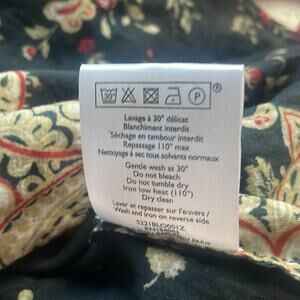 30
P
Lavage à 30° délicat
Blanchiment interdit
Séchage en tambour interdit
Repassage 110° max
Nettoyage à sec tous solvants normaux
Gentle wash at 30°
Do not bleach
Do not tumble dry
Iron low heat (110°)
Dry clean
Laver et repasser sur l'envers /
Wash and iron on reverse side
PARIS